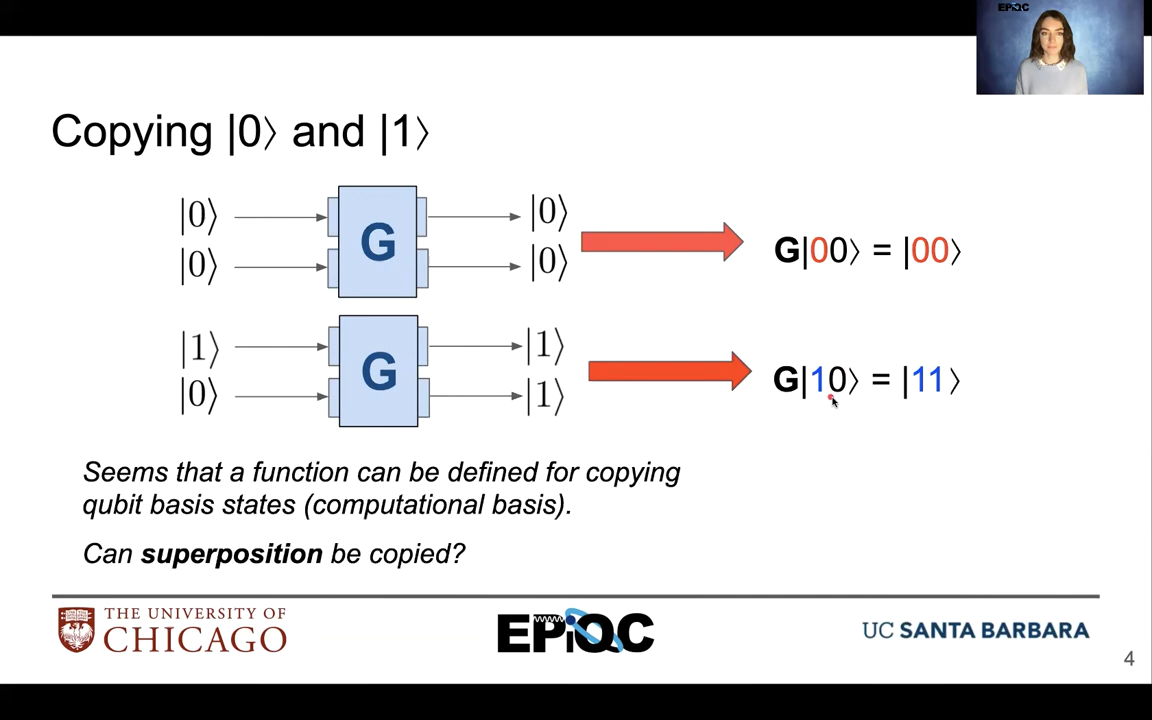 EPiQC
Copying |0⟩ and |1⟩
|0⟩ G |0⟩
|0⟩ |0⟩
G|00⟩ = |00⟩
|1⟩ G |1⟩
|0⟩ |1⟩
G|10⟩ = |11⟩
Seems that a function can be defined for copying
qubit basis states (computational basis).
Can superposition be copied?
THE UNIVERSITY OF
CHICAGO
EPiQC
UC SANTA BARBARA
4